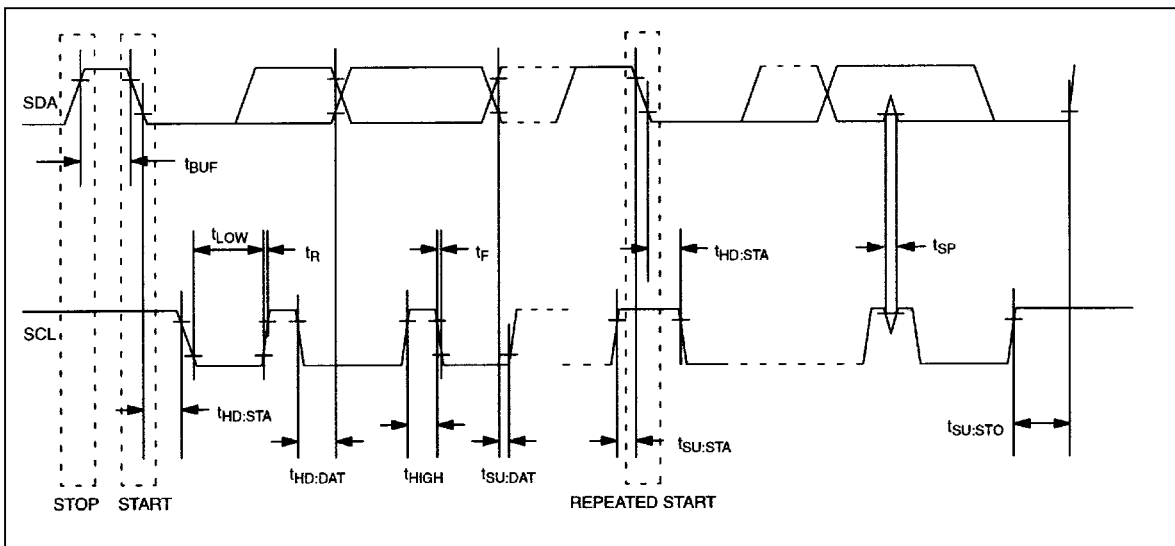 SDA
tBUF
tLOW
tR
tF
tHD:STA
tSP
SCL
tHD:STA
tSU:STA
tSU:STO
tHD:DAT
tHIGH
tSU:DAT
STOP
START
REPEATED START